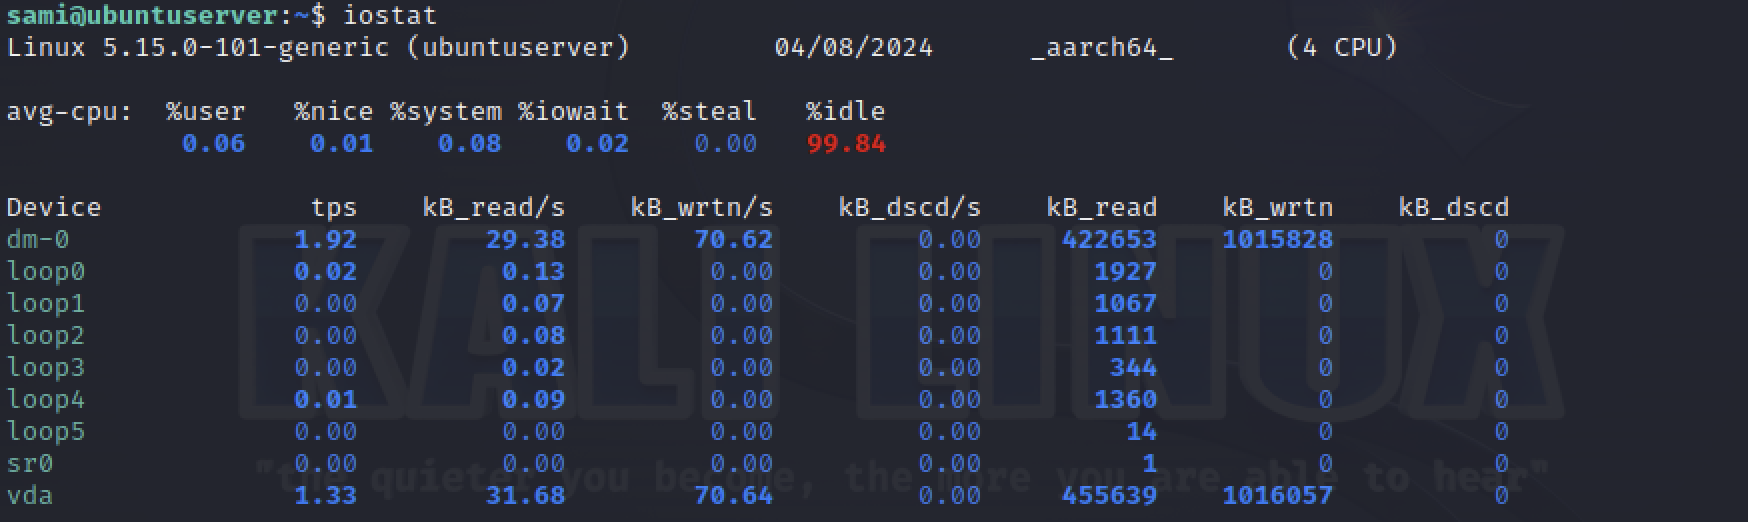 sami@ubuntuserver:~$ iostat
Linux 5.15.0-101-generic (ubuntuserver) 04/08/2024 _aarch64_ (4 CPU)
avg-cpu: %user %nice %system %iowait %steal %idle
0.06 0.01 0.08 0.02 0.00 99.84
Device tps kB_read/s kB_wrtn/s kB_dscd/s kB_read kB_wrtn kB_dscd
dm-0 1.92 29.38 70.62 0.00 422653 1015828 0
loop0 0.02 0.13 0.00 0.00 1927 0 0
loop1 0.00 0.07 0.00 0.00 1067 0 0
loop2 0.00 0.08 0.00 0.00 1111 0 0
loop3 0.00 0.02 0.00 0.00 344 0 0
loop4 0.01 0.09 0.00 0.00 1360 0 0
loop5 0.00 0.00 0.00 0.00 14 0 0
sr0 0.00 0.00 0.00 0.00 1 0 0
vda 1.33 31.68 70.64 0.00 455639 1016057 0
KALI LINUX
"the quieter you become, the more you are able to hear"